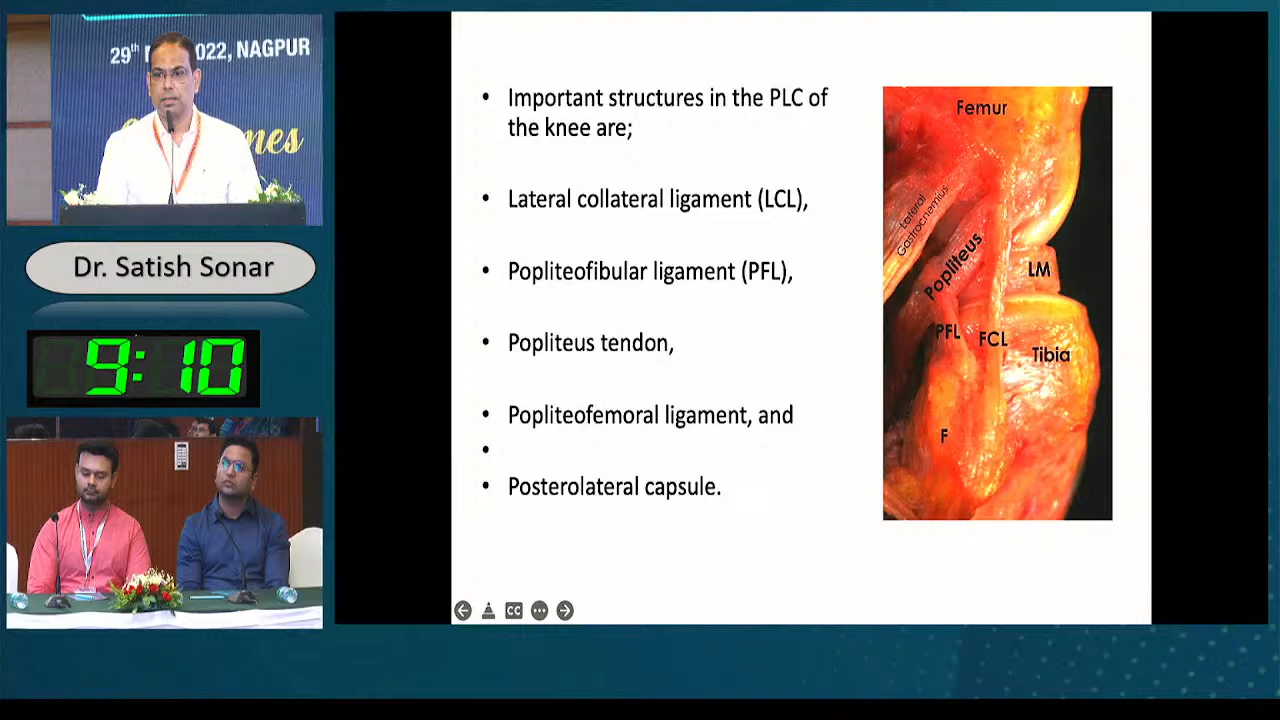 29th 2022, NAGPUR
Dr. Satish Sonar
9:10
• Important structures in the PLC of
the knee are;
• Lateral collateral ligament (LCL),
• Popliteofibular ligament (PFL),
• Popliteus tendon,
• Popliteofemoral ligament, and
•
• Posterolateral capsule.
Femur
Lateral
Gastrocnemius
Popliteus
LM
PFL
FCL
Tibia
F
CC